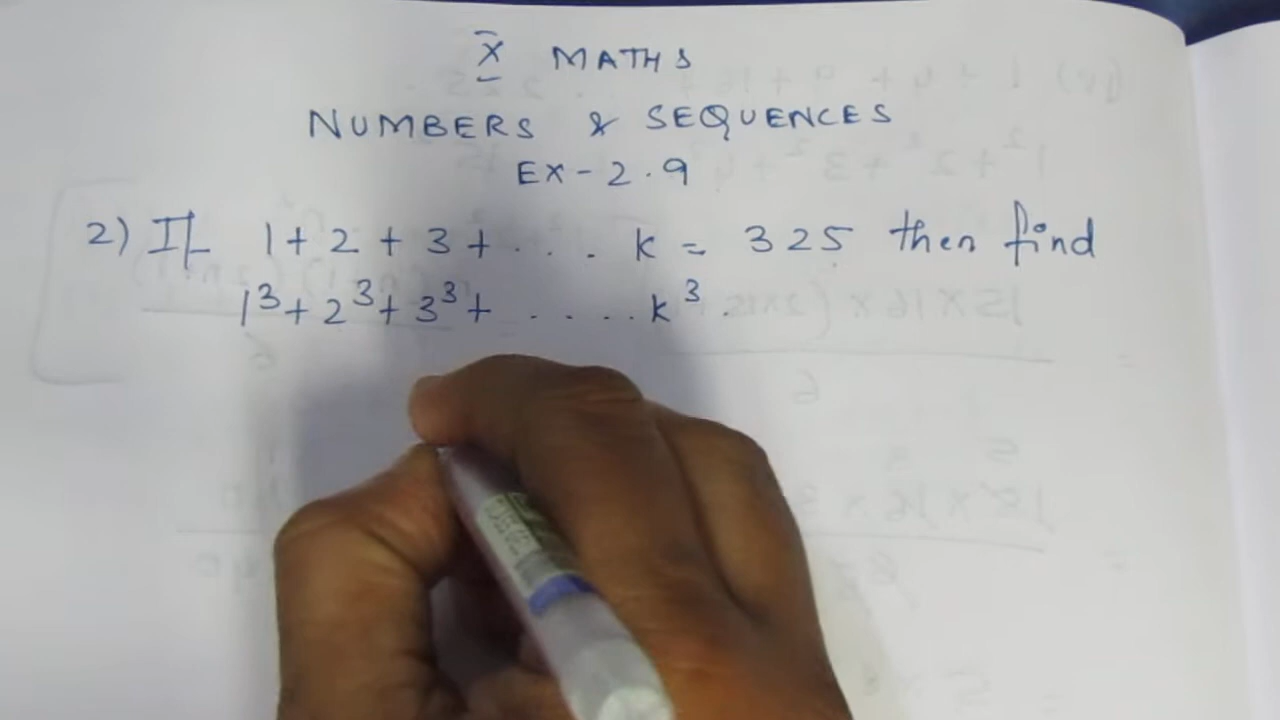 X MATHS
NUMBERS & SEQUENCES
EX-2.9
2) If 1+2+3+... k = 325 then find
1³+2³+3³+.....k³.